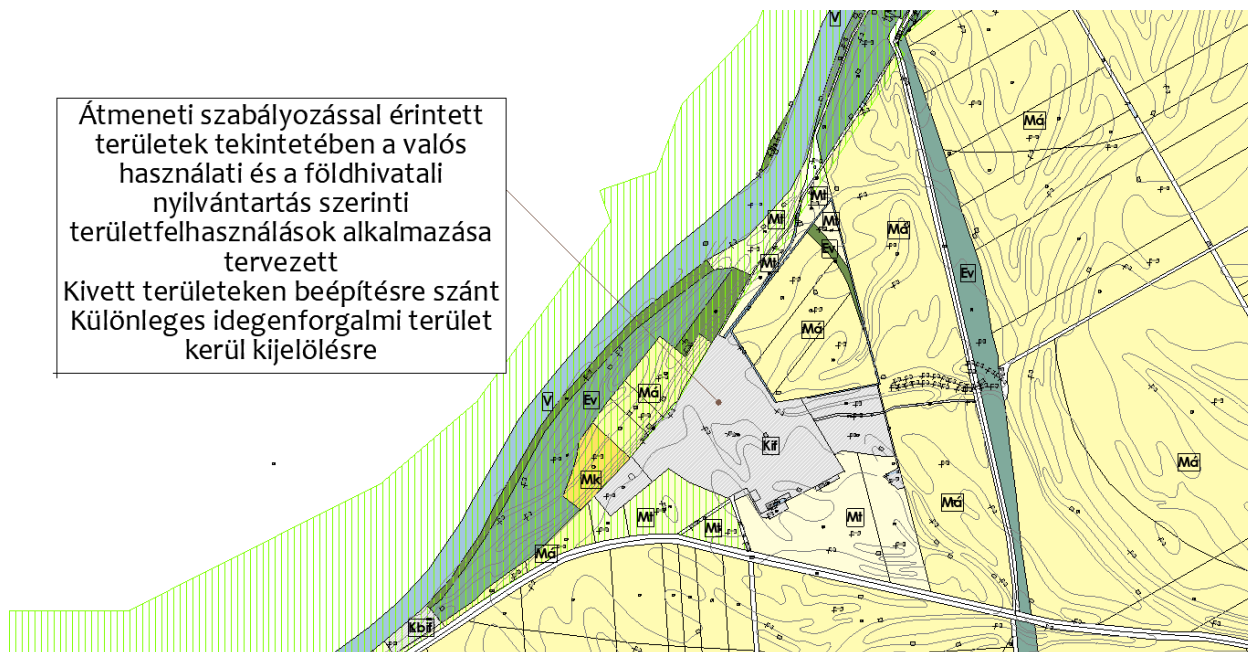 Átmeneti szabályozással érintett
területek tekintetében a valós
használati és a földhivatali
nyilvántartás szerinti
területfelhasználások alkalmazása
tervezett
Kivett területeken beépítésre szánt
Különleges idegenforgalmi terület
kerül kijelölésre
V
Má
Mt
Mt
Mt
Má
Ev
Mt
Ev
Má
Má
V
Ev
Kif
Má
Mk
Má
Mt
Mt
Mt
Má
Kbif